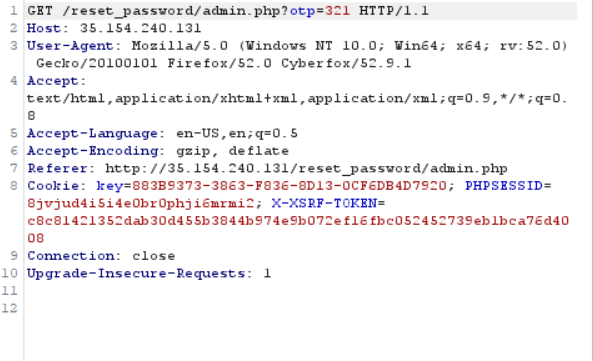 1 GET /reset_password/admin.php?otp=321 HTTP/1.1
2 Host: 35.154.240.131
3 User-Agent: Mozilla/5.0 (Windows NT 10.0; Win64; x64; rv:52.0)
Gecko/20100101 Firefox/52.0 Cyberfox/52.9.1
4 Accept:
text/html,application/xhtml+xml,application/xml;q=0.9,*/*;q=0.
8
5 Accept-Language: en-US,en;q=0.5
6 Accept-Encoding: gzip, deflate
7 Referer: http://35.154.240.131/reset_password/admin.php
8 Cookie: key=883B9373-3863-F836-8D13-0CF6DB4D7920; PHPSESSID=
8jvjud4i5i4e0br0phji6mrmi2; X-XSRF-TOKEN=
c8c81421352dab30d455b3844b974e9b072ef16fbc052452739eb1bca76d40
08
9 Connection: close
10 Upgrade-Insecure-Requests: 1
11
12